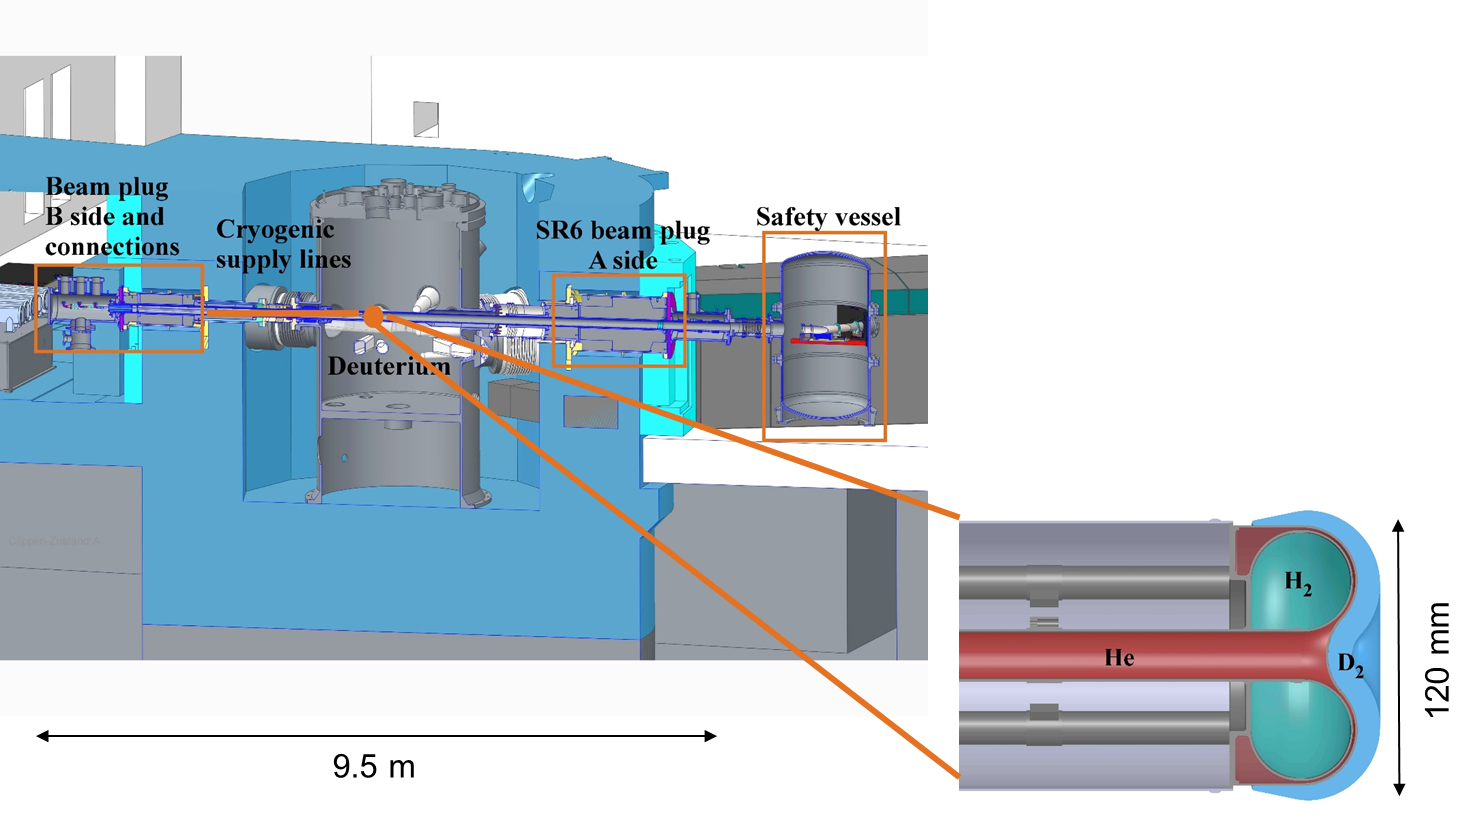 Beam plug
B side and
connections
Cryogenic
supply lines
SR6 beam plug
A side
Safety vessel
Deuterium
H2
He
D2
120 mm
9.5 m